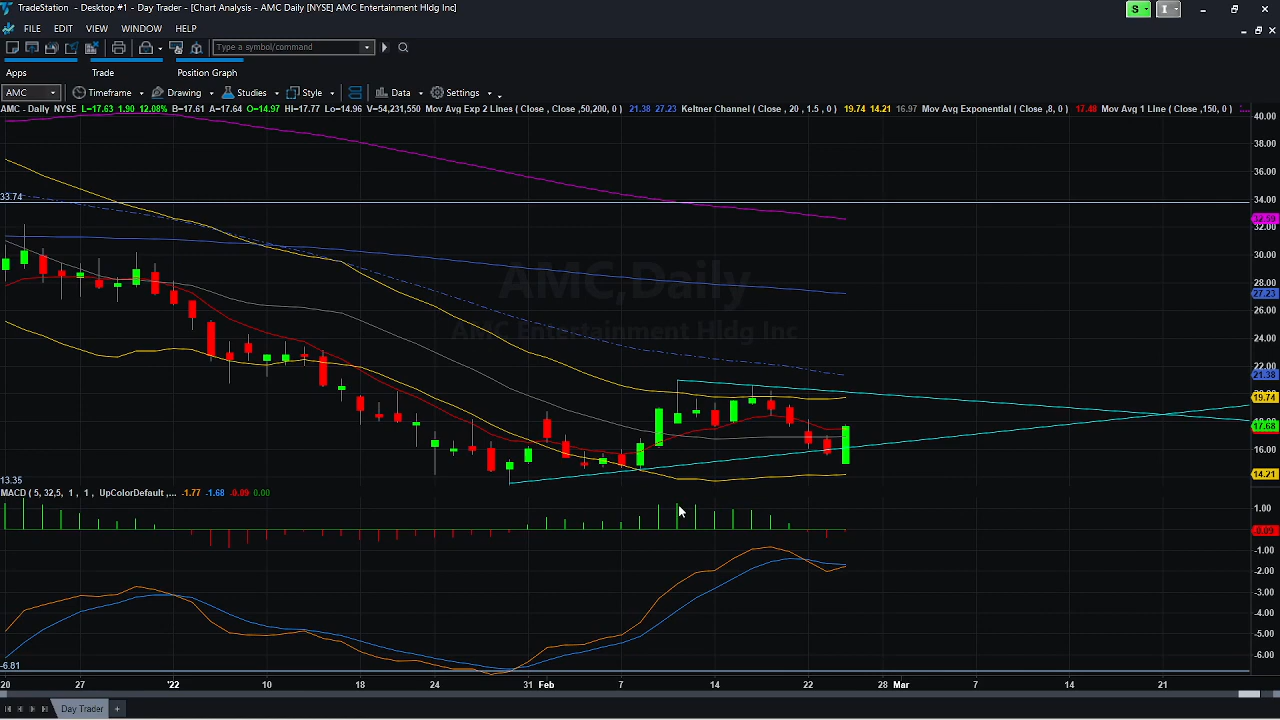 TradeStation - Desktop #1 - Day Trader - [Chart Analysis - AMC Daily [NYSE] AMC Entertainment Hldg Inc]
S
I
FILE EDIT VIEW WINDOW HELP
Type a symbol/command
Apps Trade Position Graph
AMC Timeframe Drawing Studies Style Data Settings
AMC - Daily NYSE L=17.63 1.90 12.08% B=17.61 A=17.64 O=14.97 Hi=17.77 Lo=14.96 V=54,231,550 Mov Avg Exp 2 Lines ( Close , Close ,50,200, 0 ) 21.38 27.23 Keltner Channel ( Close , 20 , 1.5 , 0 ) 19.74 14.21 16.97 Mov Avg Exponential ( Close ,8, 0 ) 17.48 Mov Avg 1 Line ( Close ,150, 0 )
40.00
38.00
36.00
33.74
34.00
32.59
30.00
AMC,Daily
27.23
AMC Entertainment Hldg Inc
26.00
24.00
22.00
21.38
19.74
17.68
16.00
14.21
13.35
MACD ( 5, 32,5, 1 , 1 , UpColorDefault ,... -1.77 -1.68 -0.09 0.00
1.00
0.09
-1.00
-2.00
-3.00
-4.00
-5.00
-6.00
-6.81
20 27 '22 10 18 24 31 Feb 7 14 22 28 Mar 7 14 21
Day Trader +